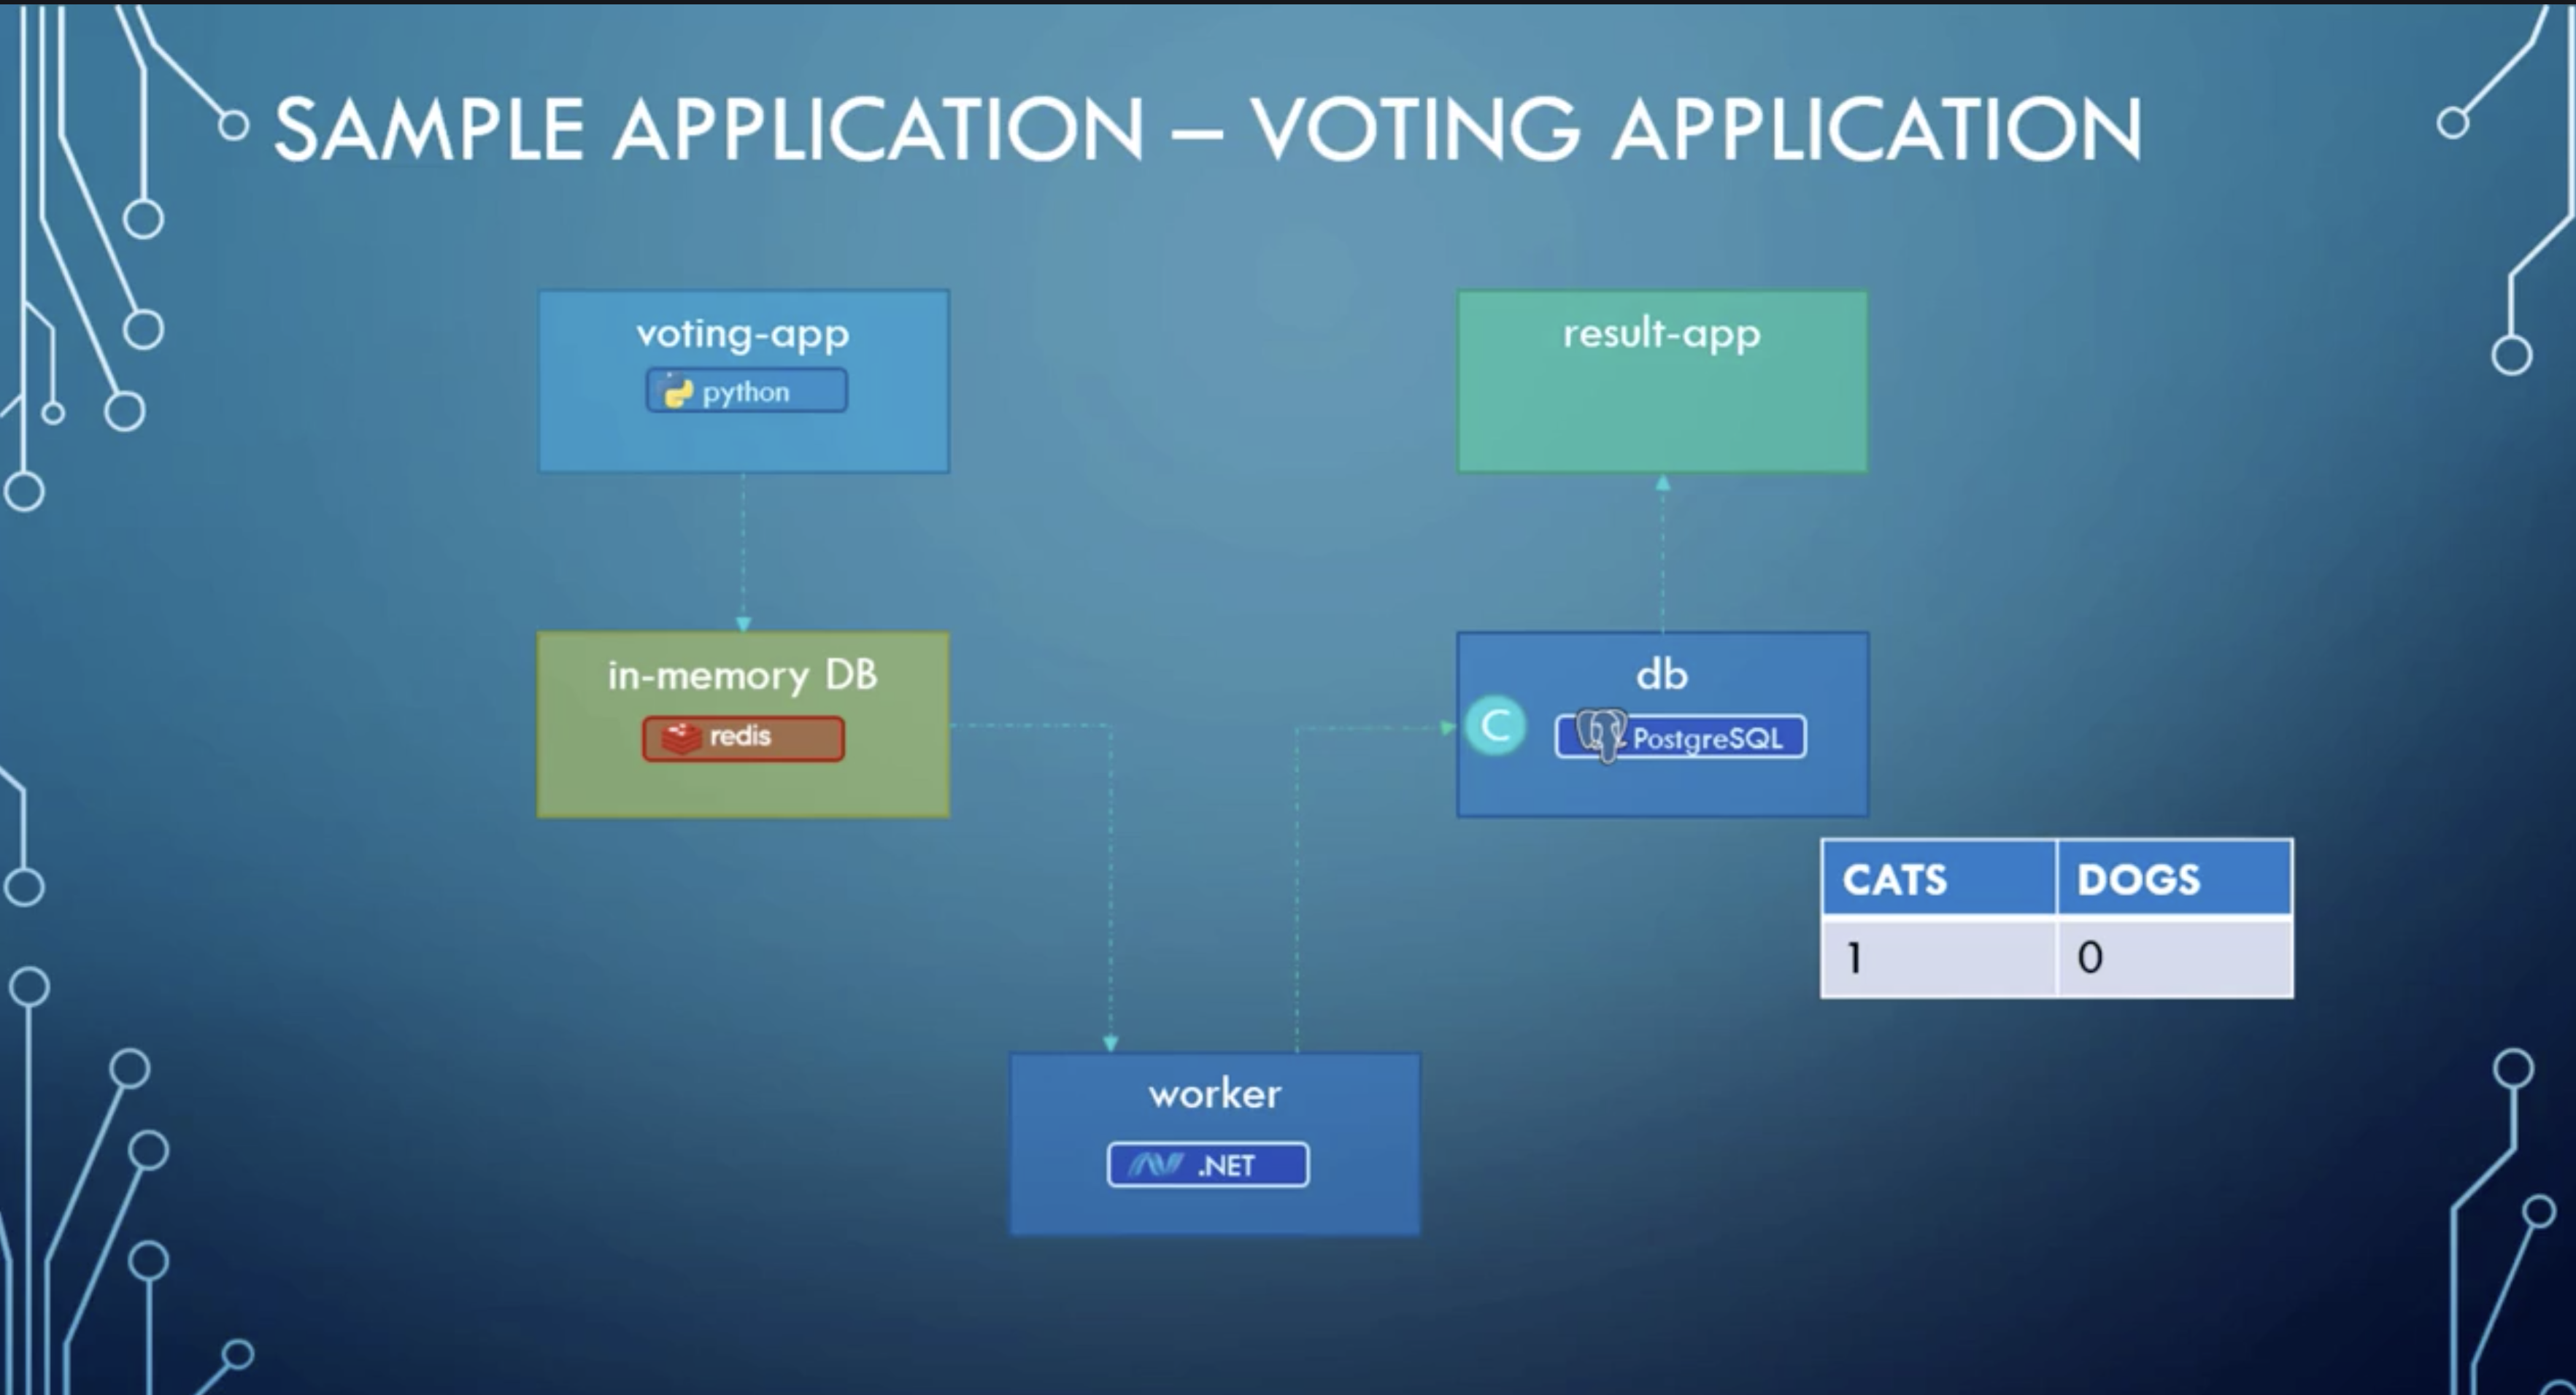 SAMPLE APPLICATION – VOTING APPLICATION
voting-app
python
result-app
in-memory DB
redis
db
C
PostgreSQL
CATS DOGS
1 0
worker
.NET